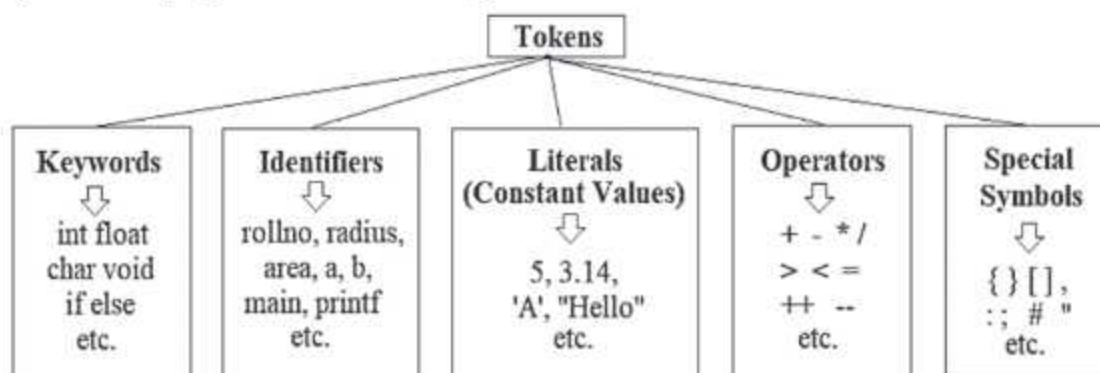 Tokens
Keywords
int float
char void
if else
etc.
Identifiers
rollno, radius,
area, a, b,
main, printf
etc.
Literals
(Constant Values)
5, 3.14,
'A', "Hello"
etc.
Operators
+ - * /
> < =
++ --
etc.
Special
Symbols
{ } [ ] ,
: ; # "
etc.